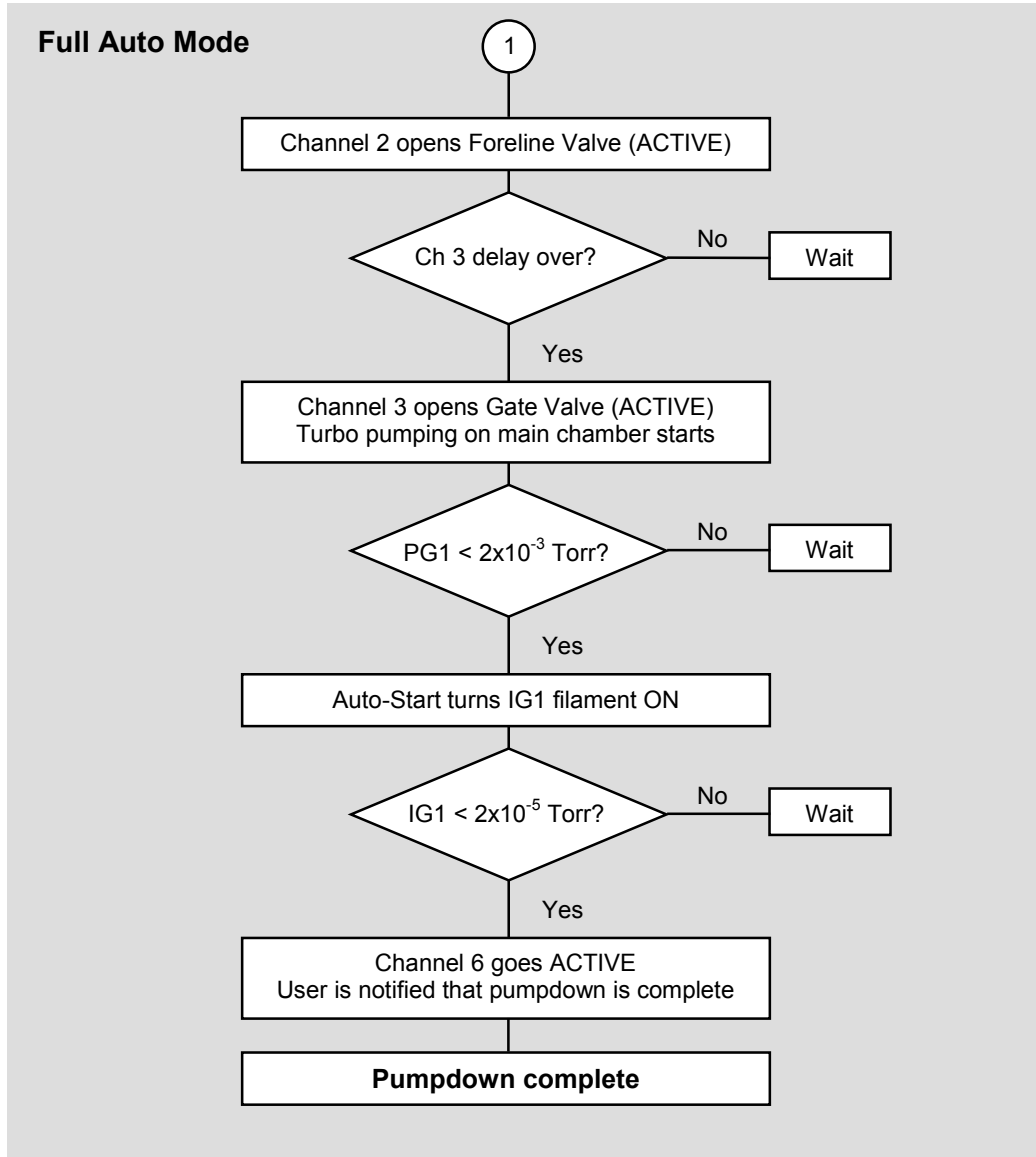 Full Auto Mode
1
Channel 2 opens Foreline Valve (ACTIVE)
Ch 3 delay over?
No
Wait
Yes
Channel 3 opens Gate Valve (ACTIVE)
Turbo pumping on main chamber starts
PG1 < 2x10⁻³ Torr?
No
Wait
Yes
Auto-Start turns IG1 filament ON
IG1 < 2x10⁻⁵ Torr?
No
Wait
Yes
Channel 6 goes ACTIVE
User is notified that pumpdown is complete
Pumpdown complete